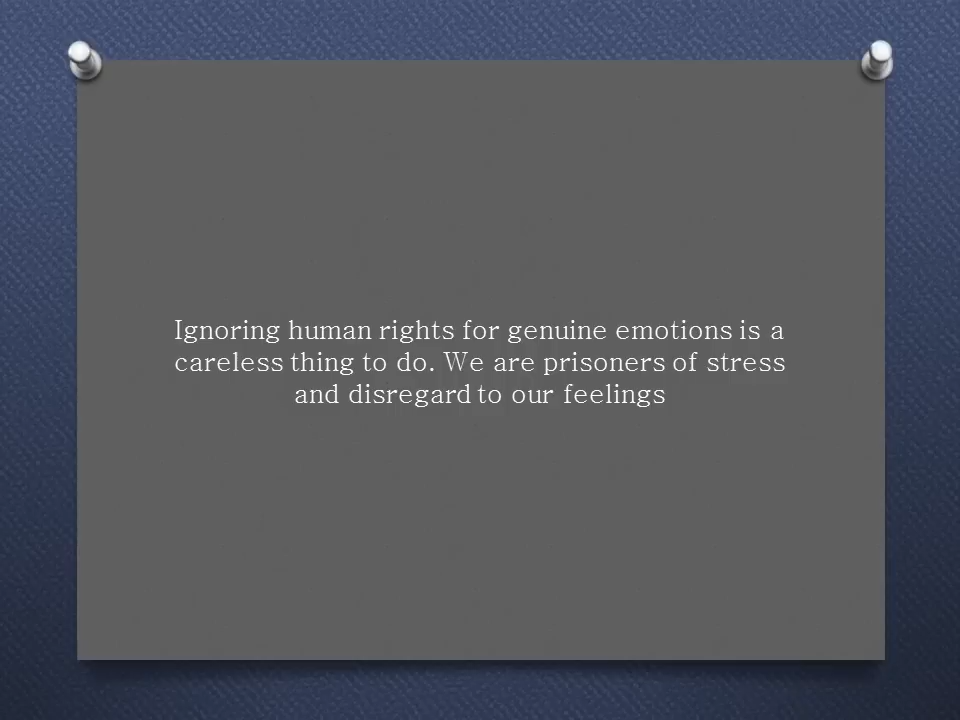 Ignoring human rights for genuine emotions is a
careless thing to do. We are prisoners of stress
and disregard to our feelings